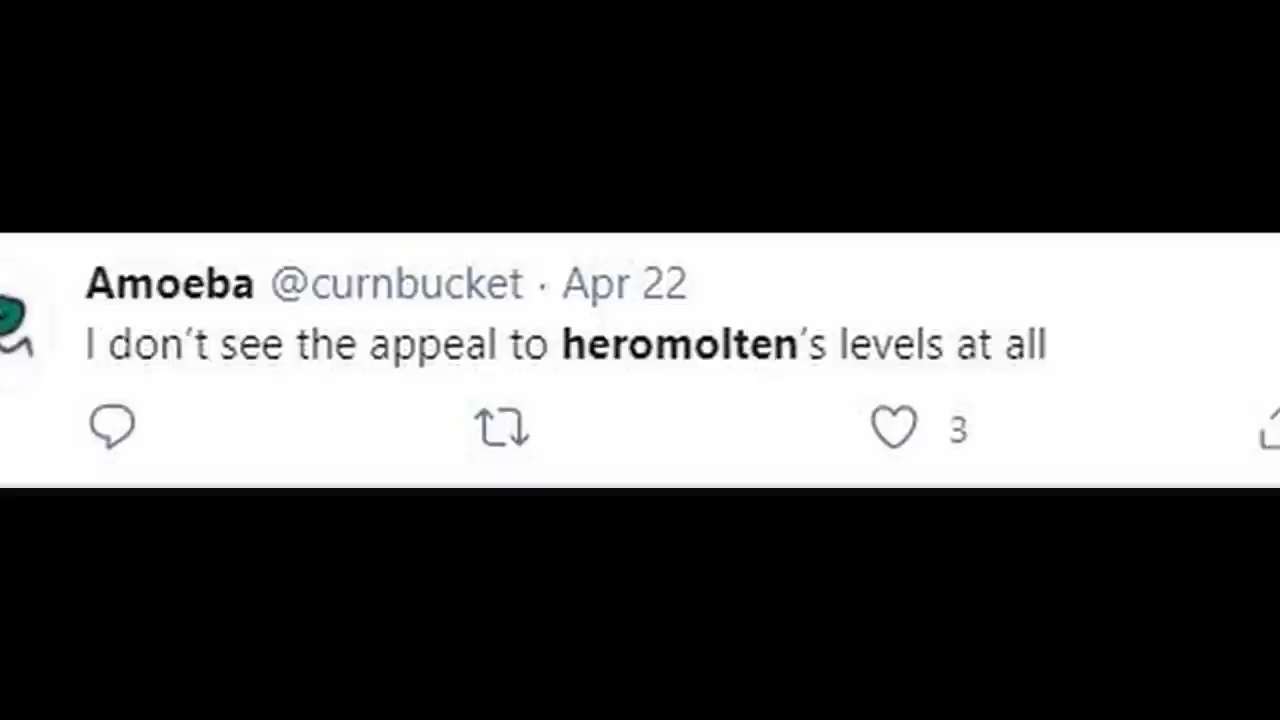 Amoeba @curnbucket · Apr 22
I don't see the appeal to heromolten's levels at all
3